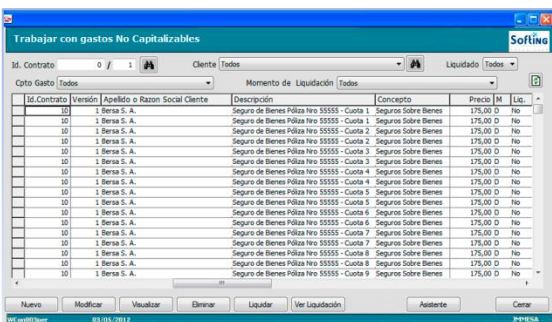 Trabajar con gastos No Capitalizables
Softing
Id. Contrato 0 / 1 Cliente Todos Liquidado Todos
Cpto Gasto Todos Momento de Liquidación Todos
Id.Contrato Versión Apellido o Razon Social Cliente Descripción Concepto Precio M Liq.
10 1 Bersa S. A. Seguro de Bienes Póliza Nro 55555 - Cuota 1 Seguros Sobre Bienes 175,00 D No
10 1 Bersa S. A. Seguro de Bienes Póliza Nro 55555 - Cuota 1 Seguros Sobre Bienes 175,00 D No
10 1 Bersa S. A. Seguro de Bienes Póliza Nro 55555 - Cuota 2 Seguros Sobre Bienes 175,00 D No
10 1 Bersa S. A. Seguro de Bienes Póliza Nro 55555 - Cuota 2 Seguros Sobre Bienes 175,00 D No
10 1 Bersa S. A. Seguro de Bienes Póliza Nro 55555 - Cuota 3 Seguros Sobre Bienes 175,00 D No
10 1 Bersa S. A. Seguro de Bienes Póliza Nro 55555 - Cuota 3 Seguros Sobre Bienes 175,00 D No
10 1 Bersa S. A. Seguro de Bienes Póliza Nro 55555 - Cuota 4 Seguros Sobre Bienes 175,00 D No
10 1 Bersa S. A. Seguro de Bienes Póliza Nro 55555 - Cuota 4 Seguros Sobre Bienes 175,00 D No
10 1 Bersa S. A. Seguro de Bienes Póliza Nro 55555 - Cuota 5 Seguros Sobre Bienes 175,00 D No
10 1 Bersa S. A. Seguro de Bienes Póliza Nro 55555 - Cuota 5 Seguros Sobre Bienes 175,00 D No
10 1 Bersa S. A. Seguro de Bienes Póliza Nro 55555 - Cuota 6 Seguros Sobre Bienes 175,00 D No
10 1 Bersa S. A. Seguro de Bienes Póliza Nro 55555 - Cuota 6 Seguros Sobre Bienes 175,00 D No
10 1 Bersa S. A. Seguro de Bienes Póliza Nro 55555 - Cuota 7 Seguros Sobre Bienes 175,00 D No
10 1 Bersa S. A. Seguro de Bienes Póliza Nro 55555 - Cuota 7 Seguros Sobre Bienes 175,00 D No
10 1 Bersa S. A. Seguro de Bienes Póliza Nro 55555 - Cuota 8 Seguros Sobre Bienes 175,00 D No
10 1 Bersa S. A. Seguro de Bienes Póliza Nro 55555 - Cuota 8 Seguros Sobre Bienes 175,00 D No
10 1 Bersa S. A. Seguro de Bienes Póliza Nro 55555 - Cuota 9 Seguros Sobre Bienes 175,00 D No
Nuevo Modificar Visualizar Eliminar Liquidar Ver Liquidación Asistente Cerrar
03/05/2012